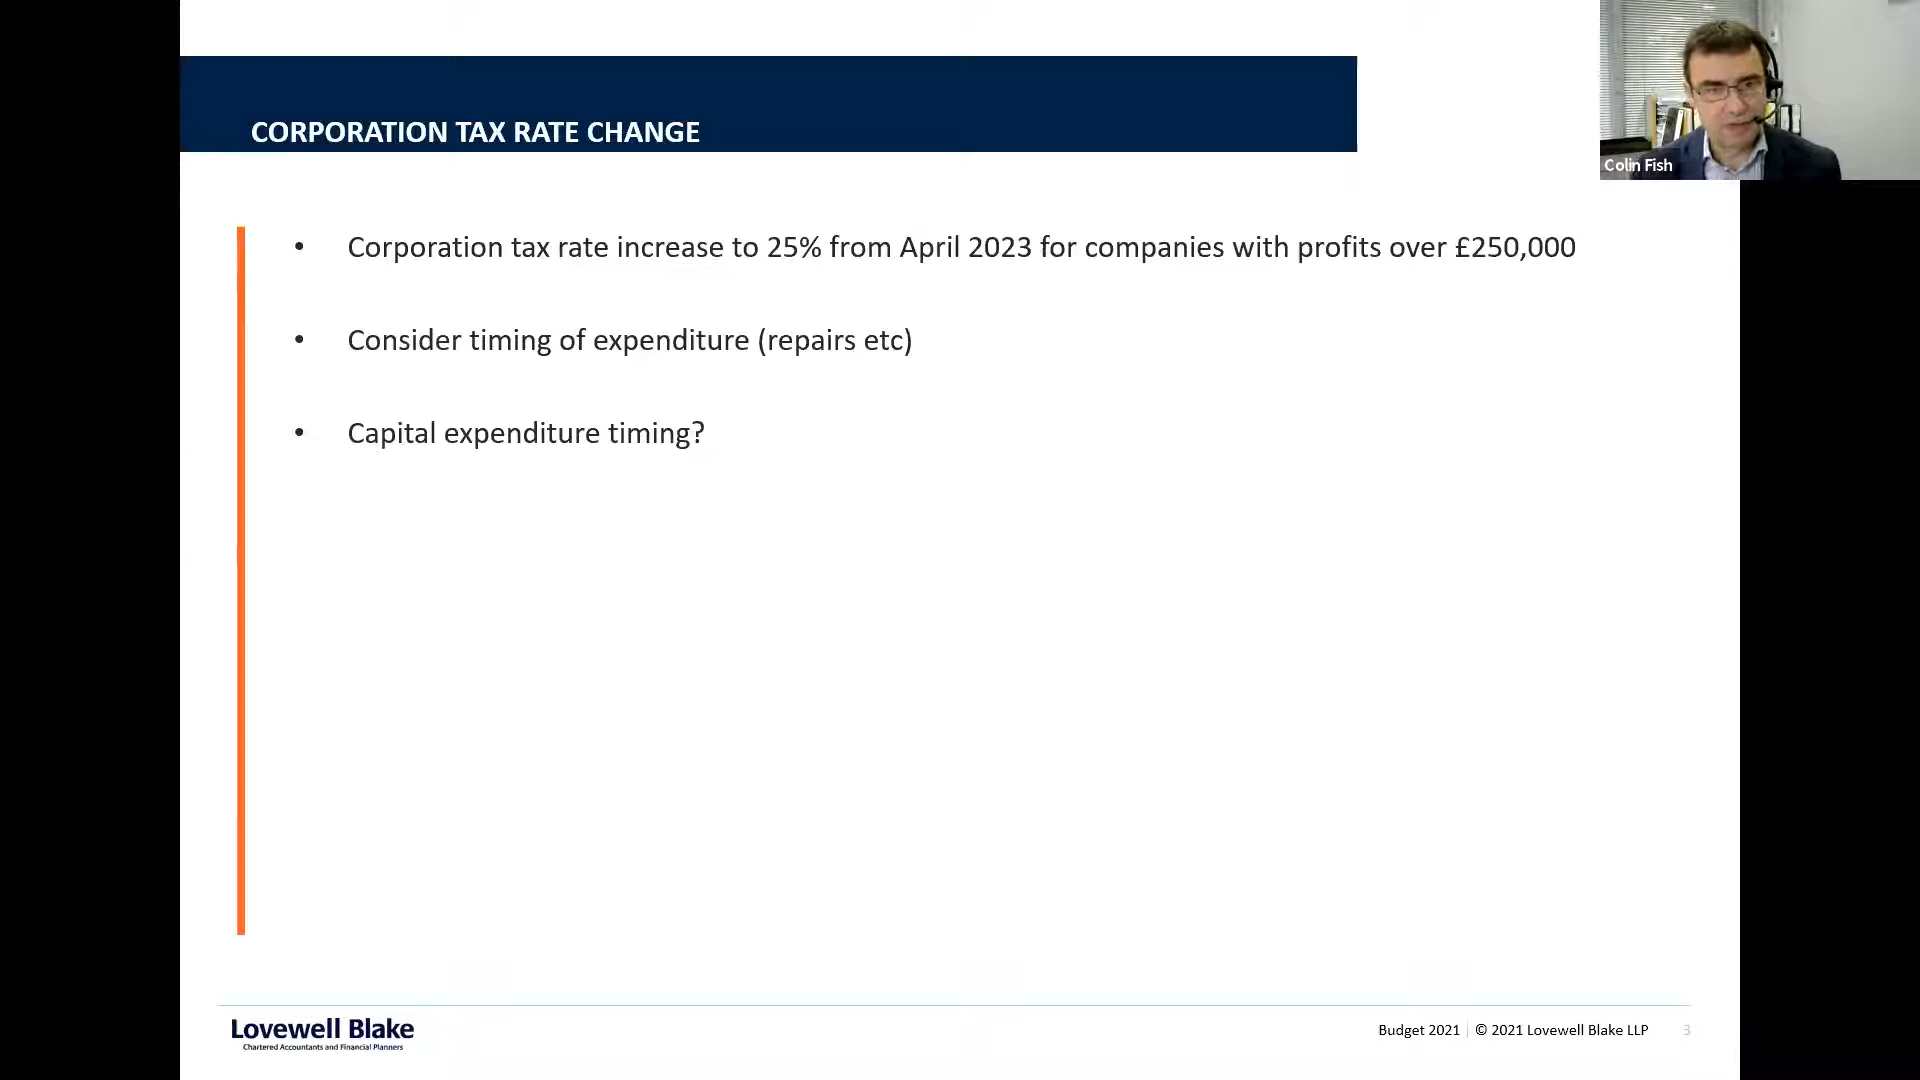 CORPORATION TAX RATE CHANGE
Colin Fish
• Corporation tax rate increase to 25% from April 2023 for companies with profits over £250,000
• Consider timing of expenditure (repairs etc)
• Capital expenditure timing?
Lovewell Blake
Chartered Accountants and Financial Planners
Budget 2021 | © 2021 Lovewell Blake LLP 3